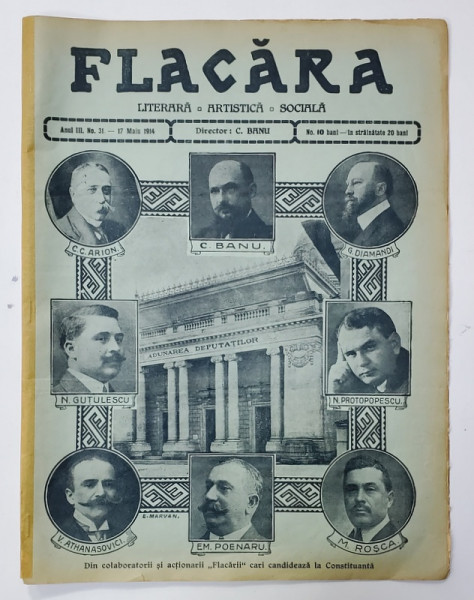 FLACĂRA
LITERARĂ ▫ ARTISTICĂ ▫ SOCIALĂ
Anul III. No. 31 — 17 Maiu 1914
Director : C. BANU
No. 10 bani — în străinătate 20 bani
C.C. ARION.
C. BANU.
G. DIAMANDI
ADUNAREA DEPUTAȚILOR
N. GUTULESCU
N. PROTOPOPESCU.
E. MARVAN.
V. ATHANASOVICI.
EM. POENARU.
M. ROȘCA.
Din colaboratorii și acționarii „Flacării" cari candidează la Constituantă